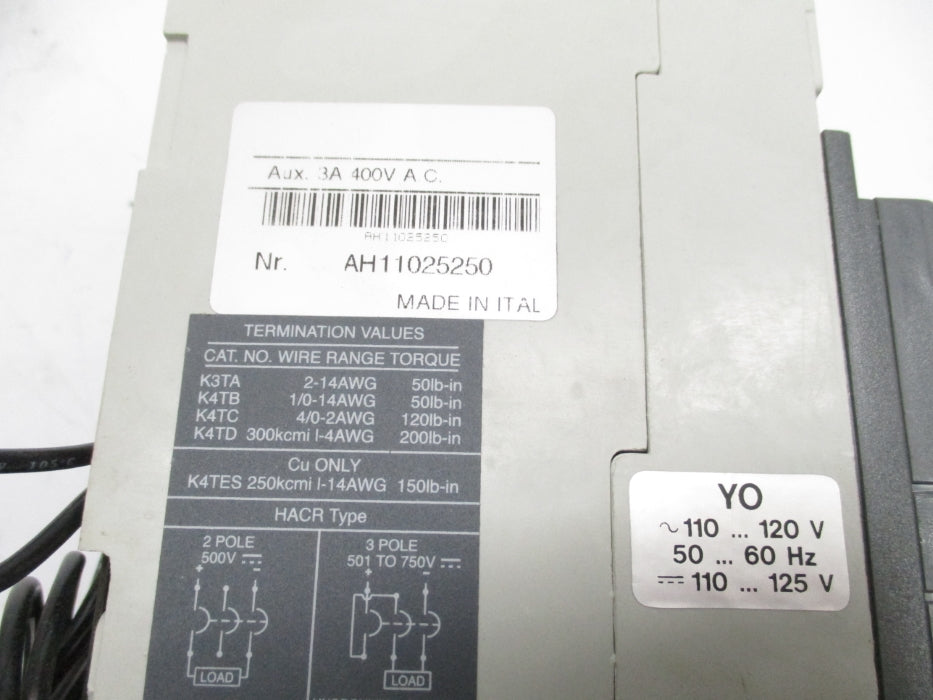 Aux. 3A 400V A C.
AH11025250
Nr. AH11025250
MADE IN ITAL
TERMINATION VALUES
CAT. NO. WIRE RANGE TORQUE
K3TA 2-14AWG 50lb-in
K4TB 1/0-14AWG 50lb-in
K4TC 4/0-2AWG 120lb-in
K4TD 300kcmil-4AWG 200lb-in
Cu ONLY
K4TES 250kcmil-14AWG 150lb-in
HACR Type
2 POLE
500V ⎓
+ -
LOAD
3 POLE
501 TO 750V ⎓
+ -
LOAD
YO
~ 110 ... 120 V
50 ... 60 Hz
⎓ 110 ... 125 V